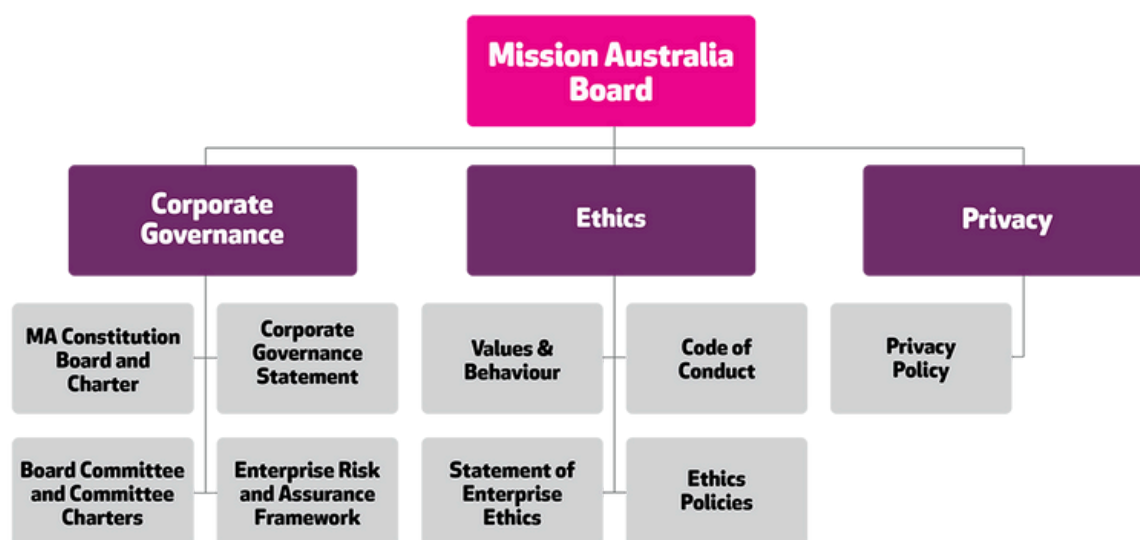 Mission Australia
Board
Corporate
Governance
Ethics
Privacy
MA Constitution
Board and
Charter
Corporate
Governance
Statement
Values &
Behaviour
Code of
Conduct
Privacy
Policy
Board Committee
and Committee
Charters
Enterprise Risk
and Assurance
Framework
Statement of
Enterprise
Ethics
Ethics
Policies